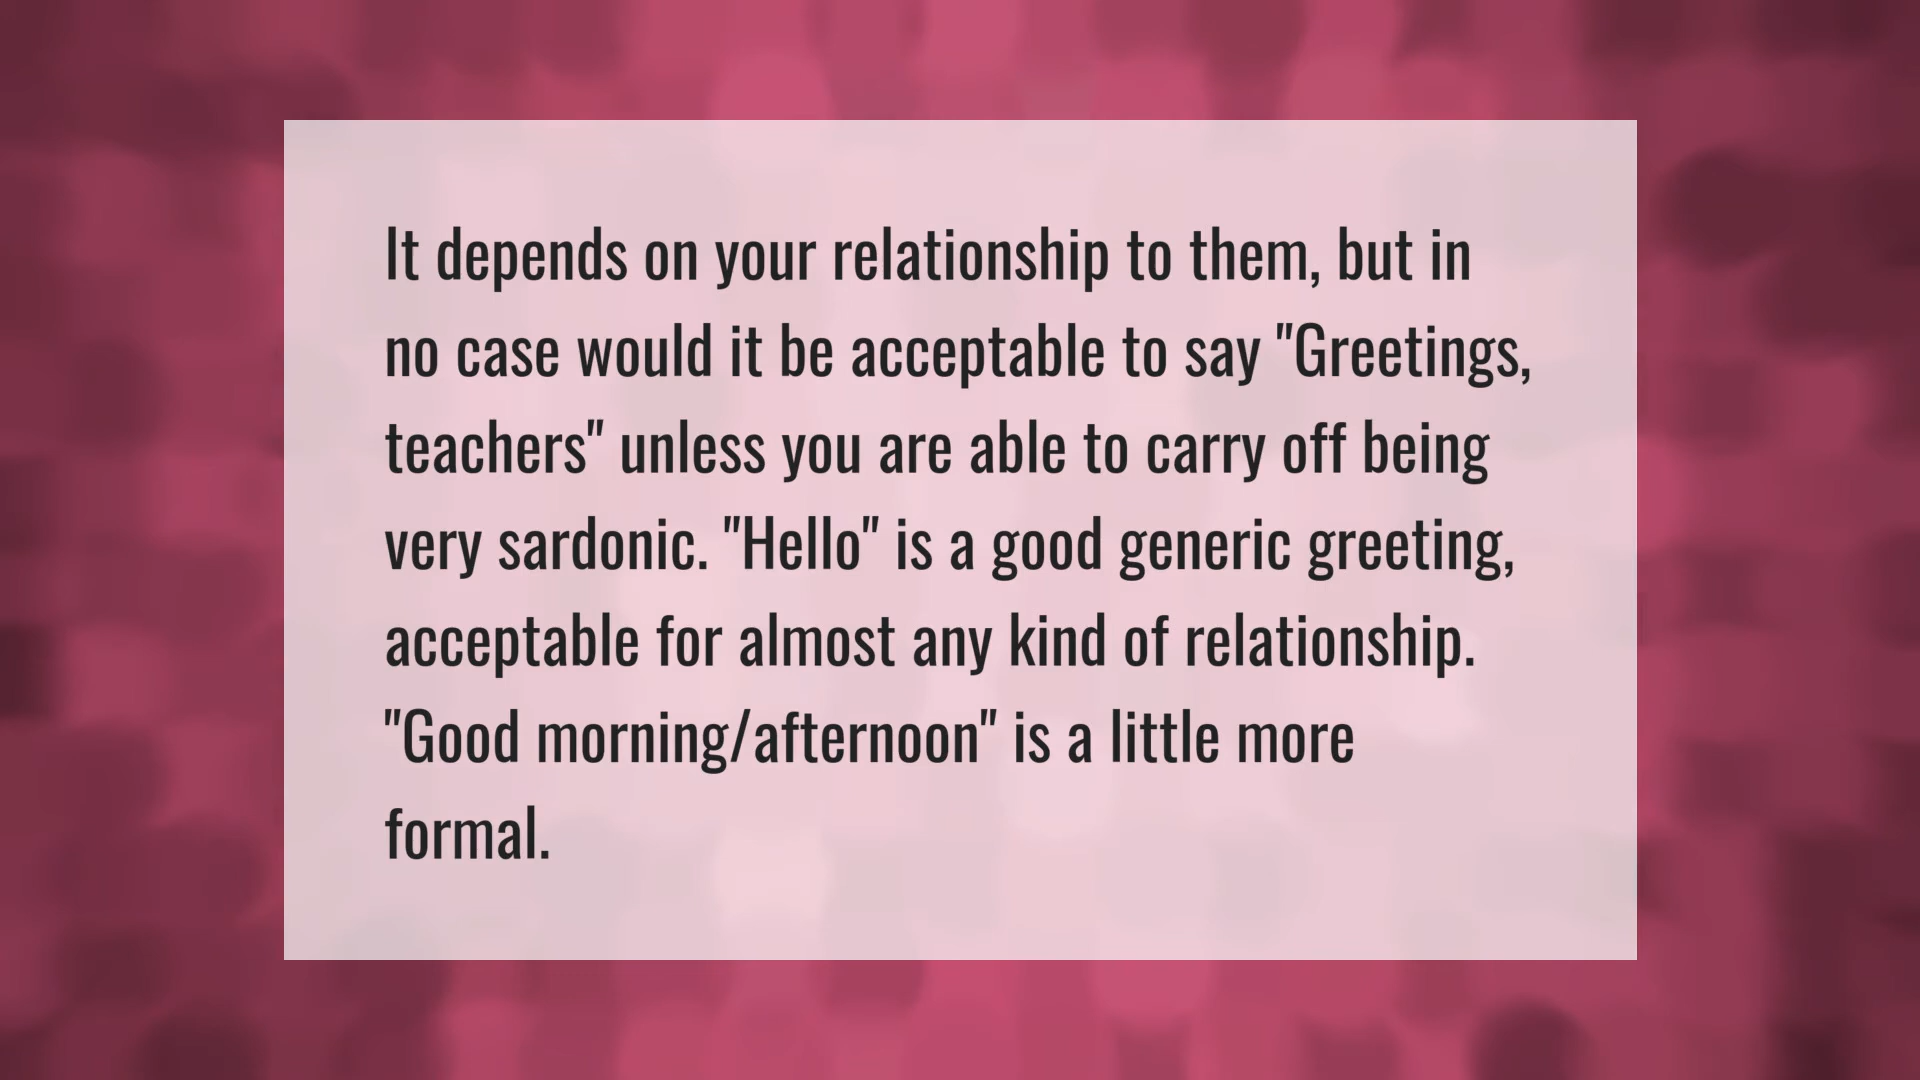 It depends on your relationship to them, but in
no case would it be acceptable to say "Greetings,
teachers" unless you are able to carry off being
very sardonic. "Hello" is a good generic greeting,
acceptable for almost any kind of relationship.
"Good morning/afternoon" is a little more
formal.